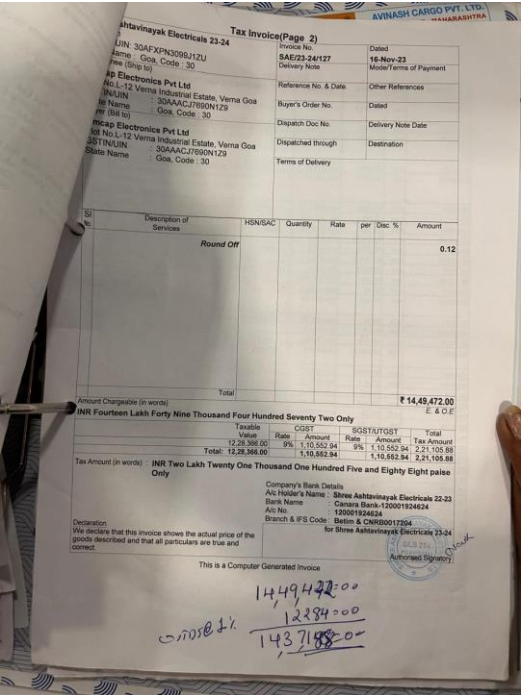 AVINASH CARGO PVT. LTD.
MAHARASHTRA
Tax Invoice(Page 2)
shtavinayak Electricals 23-24
UIN: 30AFXPN3099J1ZU
ame : Goa, Code : 30
nee (Ship to)
ap Electronics Pvt Ltd
No.L-12 Verna Industrial Estate, Verna Goa
IN/UIN : 30AAACJ7690N1Z9
te Name : Goa, Code : 30
er (Bill to)
mcap Electronics Pvt Ltd
lot No.L-12 Verna Industrial Estate, Verna Goa
GSTIN/UIN : 30AAACJ7690N1Z9
State Name : Goa, Code : 30
Invoice No. Dated
SAE/23-24/127 16-Nov-23
Delivery Note Mode/Terms of Payment
Reference No. & Date. Other References
Buyer's Order No. Dated
Dispatch Doc No. Delivery Note Date
Dispatched through Destination
Terms of Delivery
Sl Description of Services HSN/SAC Quantity Rate per Disc. % Amount
Round Off 0.12
Total ₹ 14,49,472.00
Amount Chargeable (in words) E. & O.E
INR Fourteen Lakh Forty Nine Thousand Four Hundred Seventy Two Only
Taxable Value CGST SGST/UTGST Total Tax Amount
Rate Amount Rate Amount
12,28,366.00 9% 1,10,552.94 9% 1,10,552.94 2,21,105.88
Total: 12,28,366.00 1,10,552.94 1,10,552.94 2,21,105.88
Tax Amount (in words) : INR Two Lakh Twenty One Thousand One Hundred Five and Eighty Eight paise
Only
Company's Bank Details
A/c Holder's Name : Shree Ashtavinayak Electricals 22-23
Bank Name : Canara Bank-120001924624
A/c No. : 120001924624
Branch & IFS Code : Betim & CNRB0017204
for Shree Ashtavinayak Electricals 23-24
Declaration
We declare that this invoice shows the actual price of the
goods described and that all particulars are true and
correct.
Authorised Signatory
This is a Computer Generated Invoice
12284=00